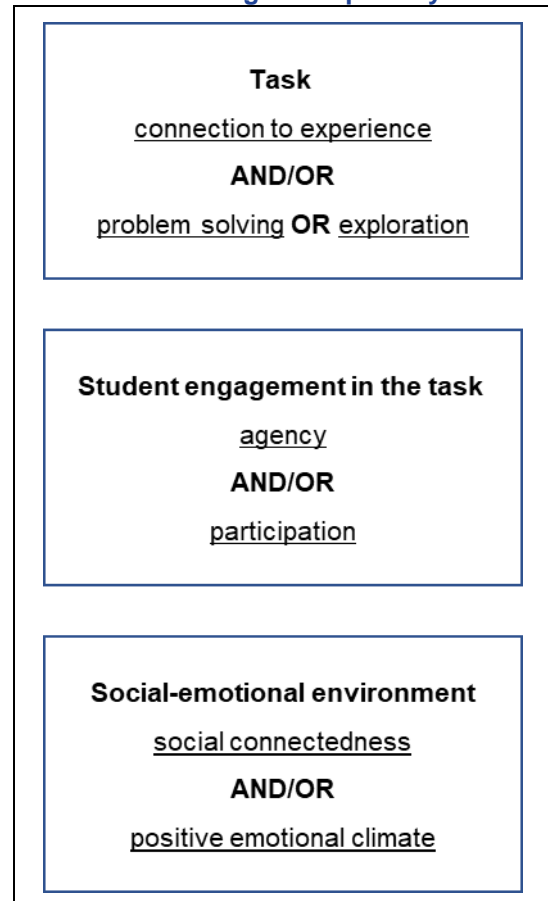 Task
connection to experience
AND/OR
problem solving OR exploration
Student engagement in the task
agency
AND/OR
participation
Social-emotional environment
social connectedness
AND/OR
positive emotional climate